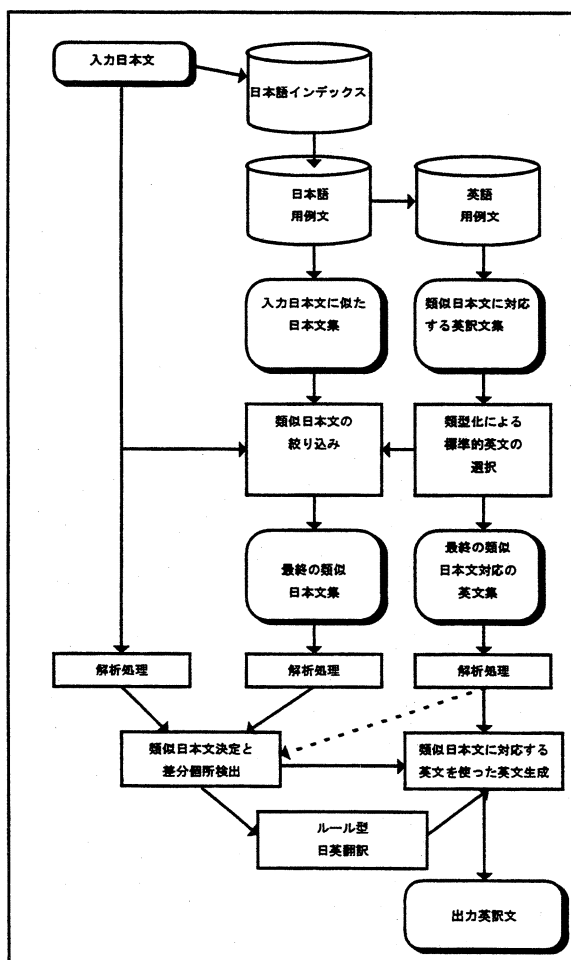 入力日本文
日本語インデックス
日本語
用例文
英語
用例文
入力日本文に似た
日本文集
類似日本文に対応
する英訳文集
類似日本文の
絞り込み
類型化による
標準的英文の
選択
最終の類似
日本文集
最終の類似
日本文対応の
英文集
解析処理
解析処理
解析処理
類似日本文決定と
差分個所検出
類似日本文に対応する
英文を使った英文生成
ルール型
日英翻訳
出力英訳文